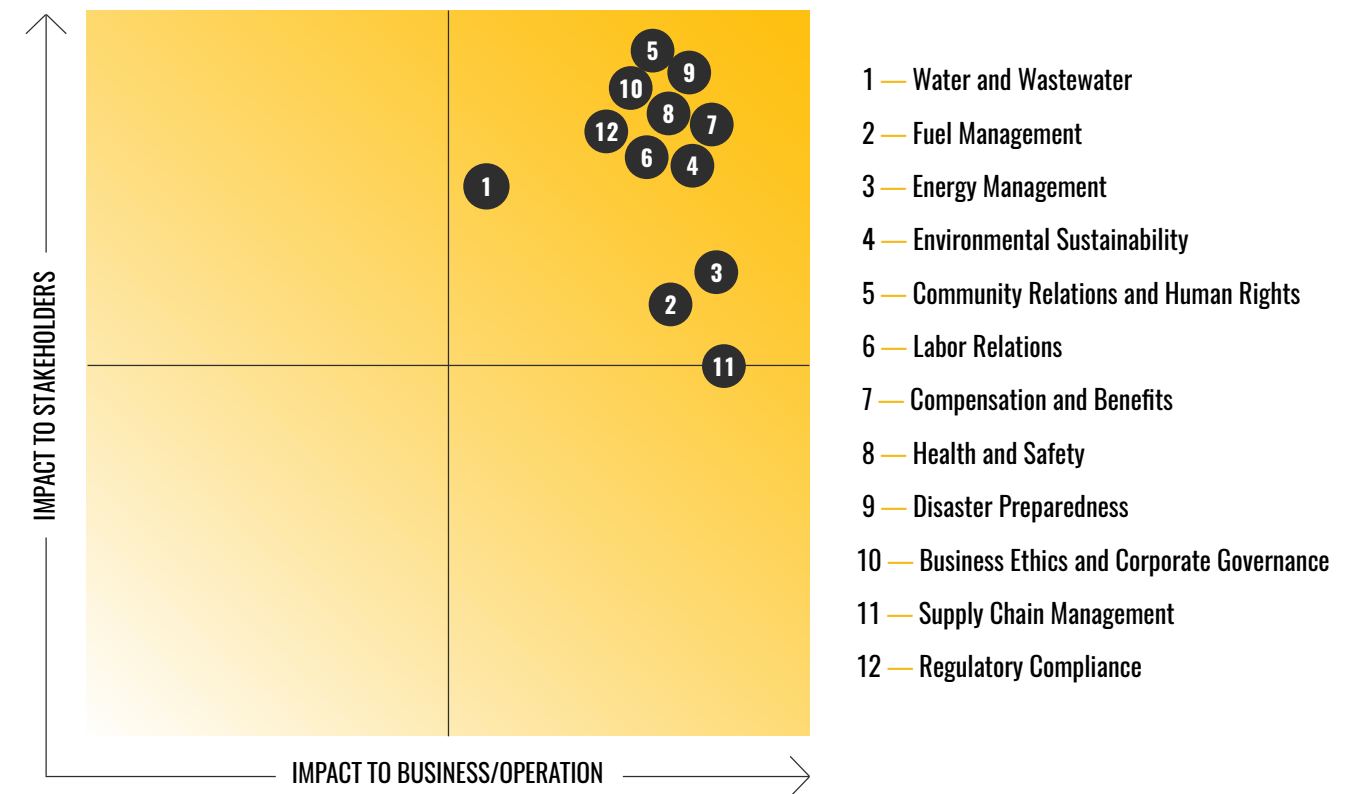 5
9
10
8
7
12
6
4
1
3
2
11
IMPACT TO STAKEHOLDERS
IMPACT TO BUSINESS/OPERATION
1 — Water and Wastewater
2 — Fuel Management
3 — Energy Management
4 — Environmental Sustainability
5 — Community Relations and Human Rights
6 — Labor Relations
7 — Compensation and Benefits
8 — Health and Safety
9 — Disaster Preparedness
10 — Business Ethics and Corporate Governance
11 — Supply Chain Management
12 — Regulatory Compliance